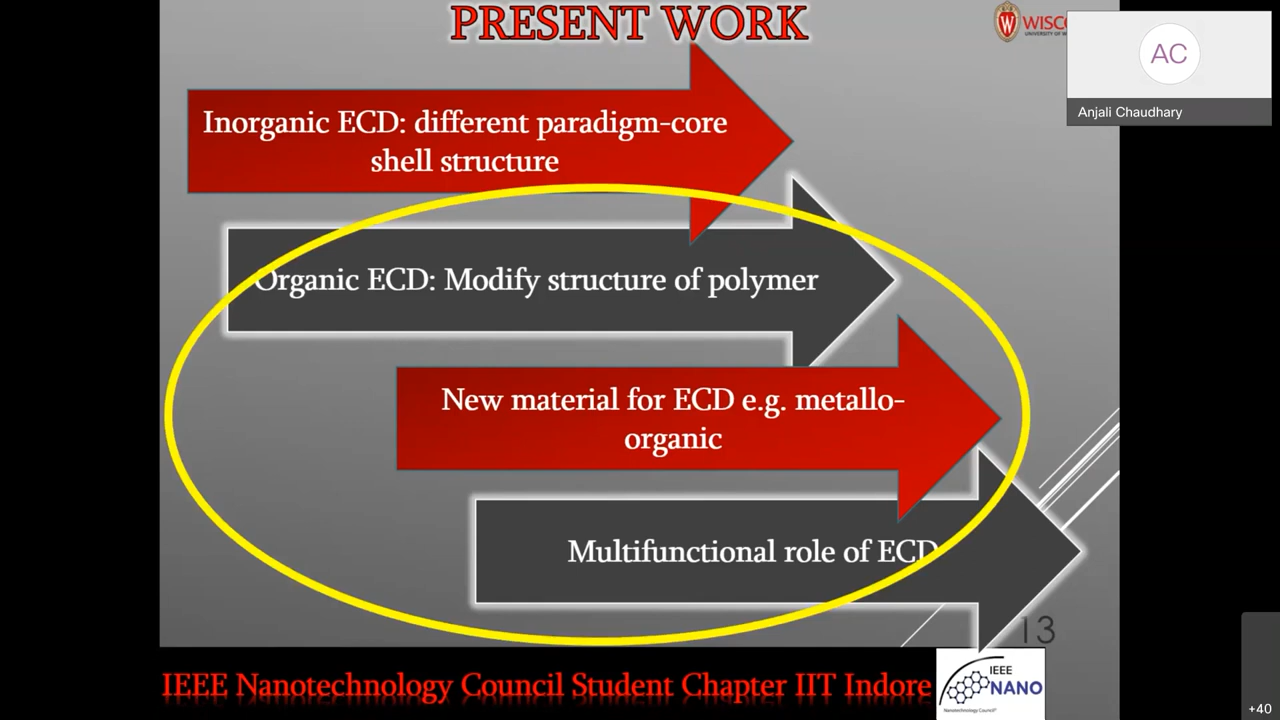 PRESENT WORK
AC
Anjali Chaudhary
Inorganic ECD: different paradigm-core
shell structure
Organic ECD: Modify structure of polymer
New material for ECD e.g. metallo-
organic
Multifunctional role of ECD
13
IEEE Nanotechnology Council Student Chapter IIT Indore
IEEE
NANO
Nanotechnology Council
+40